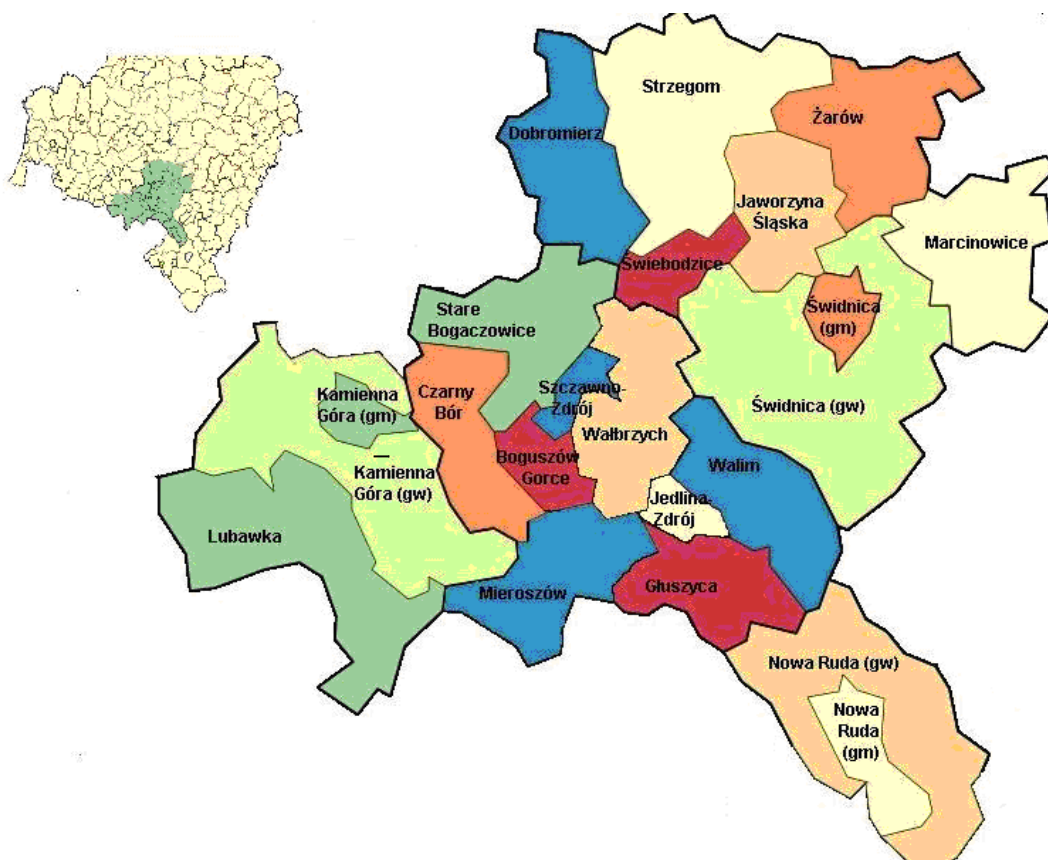 Strzegom
Żarów
Dobromierz
Jaworzyna
Śląska
Marcinowice
Świebodzice
Świdnica
(gm)
Stare
Bogaczowice
Szczawno-
Zdrój
Kamienna
Góra (gm)
Czarny
Bór
Świdnica (gw)
Wałbrzych
Boguszów
Gorce
Walim
Kamienna
Góra (gw)
Jedlina-
Zdrój
Lubawka
Mieroszów
Głuszyca
Nowa Ruda (gw)
Nowa
Ruda
(gm)